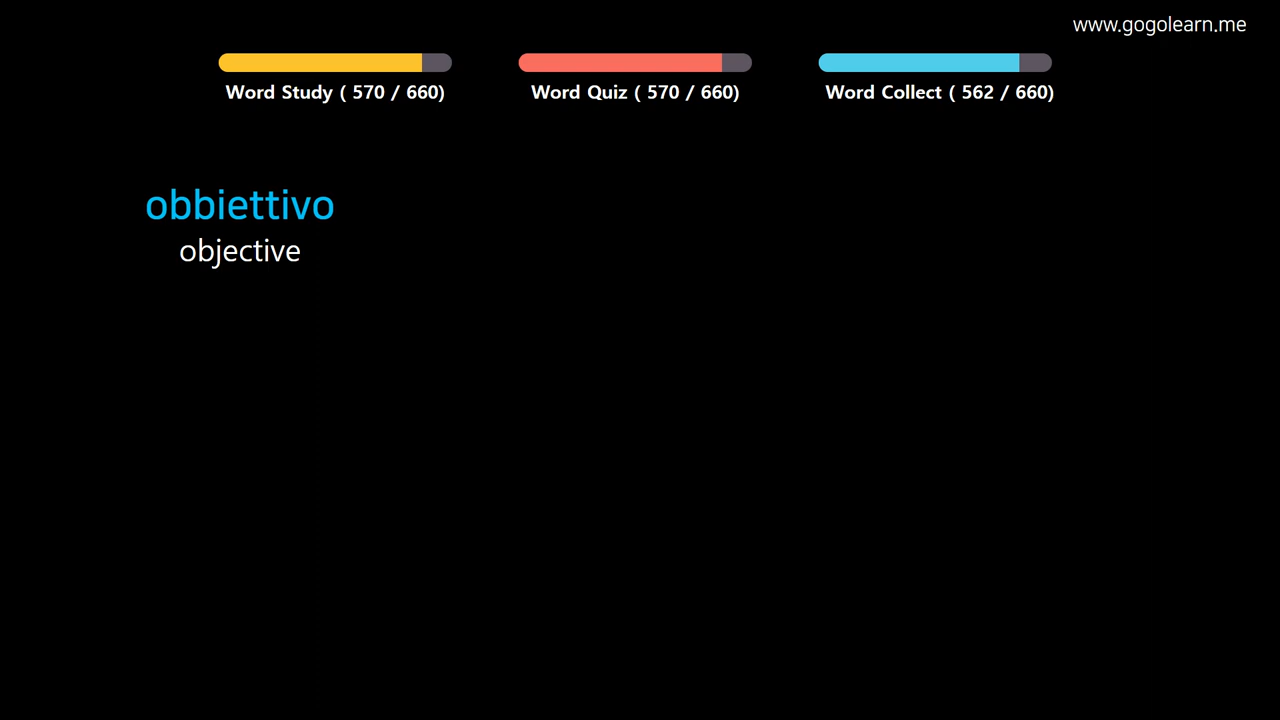 www.gogolearn.me
Word Study ( 570 / 660)
Word Quiz ( 570 / 660)
Word Collect ( 562 / 660)
obbiettivo
objective